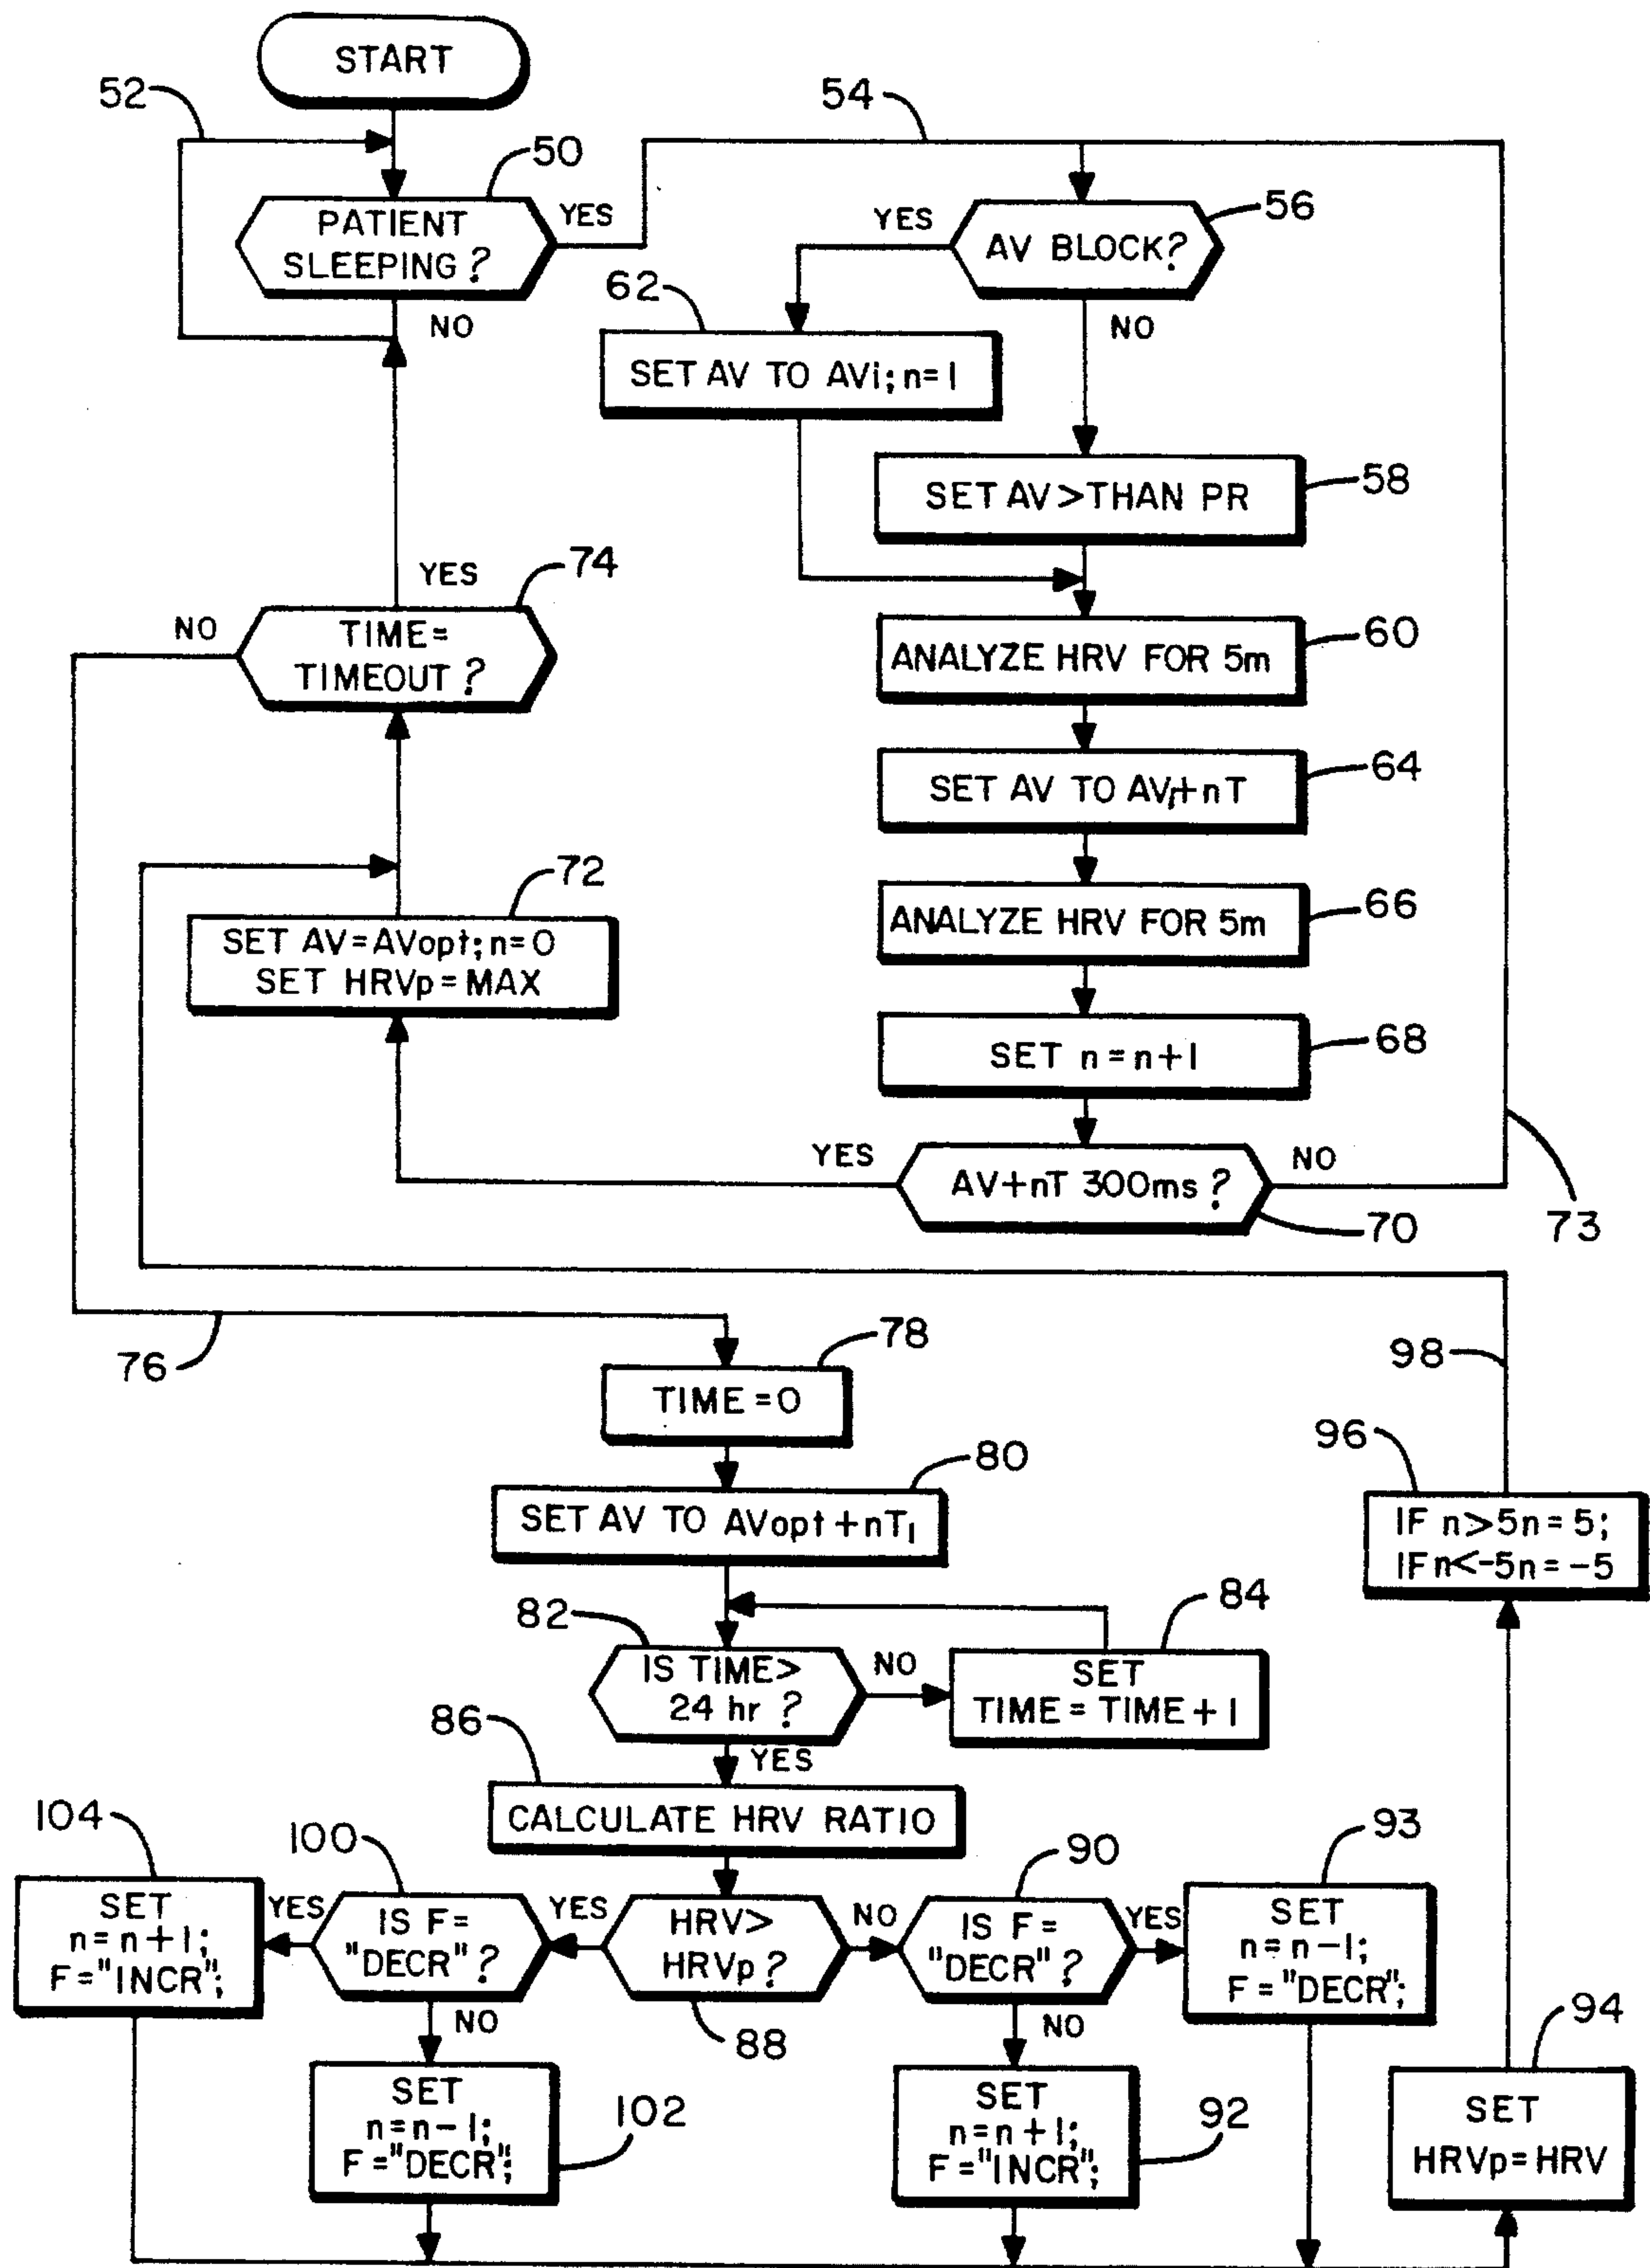 START
52
54
50
PATIENT
SLEEPING?
YES
NO
YES
56
AV BLOCK?
NO
62
SET AV TO AVi; n=1
SET AV > THAN PR
58
74
YES
NO
TIME=
TIMEOUT?
ANALYZE HRV FOR 5m
60
SET AV TO AVi+nT
64
72
SET AV=AVopt; n=0
SET HRVp=MAX
ANALYZE HRV FOR 5m
66
SET n=n+1
68
YES
AV+nT 300ms?
NO
70
73
76
78
TIME=0
98
80
SET AV TO AVopt+nT1
96
IF n>5n=5;
IF n<-5n=-5
82
IS TIME>
24 hr?
NO
84
SET
TIME=TIME+1
YES
86
CALCULATE HRV RATIO
104
SET
n=n+1;
F="INCR";
YES
100
IS F=
"DECR"?
NO
YES
HRV>
HRVp?
88
NO
90
IS F=
"DECR"?
NO
YES
93
SET
n=n-1;
F="DECR";
94
SET
HRVp=HRV
SET
n=n-1;
F="DECR";
102
SET
n=n+1;
F="INCR";
92